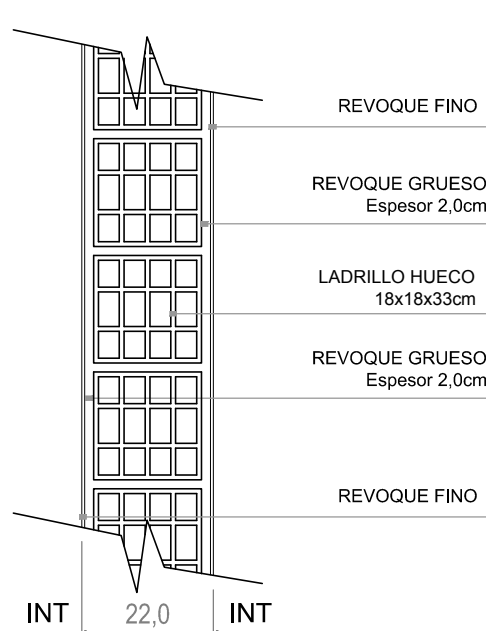 REVOQUE FINO
REVOQUE GRUESO
Espesor 2,0cm
LADRILLO HUECO
18x18x33cm
REVOQUE GRUESO
Espesor 2,0cm
REVOQUE FINO
INT 22,0 INT